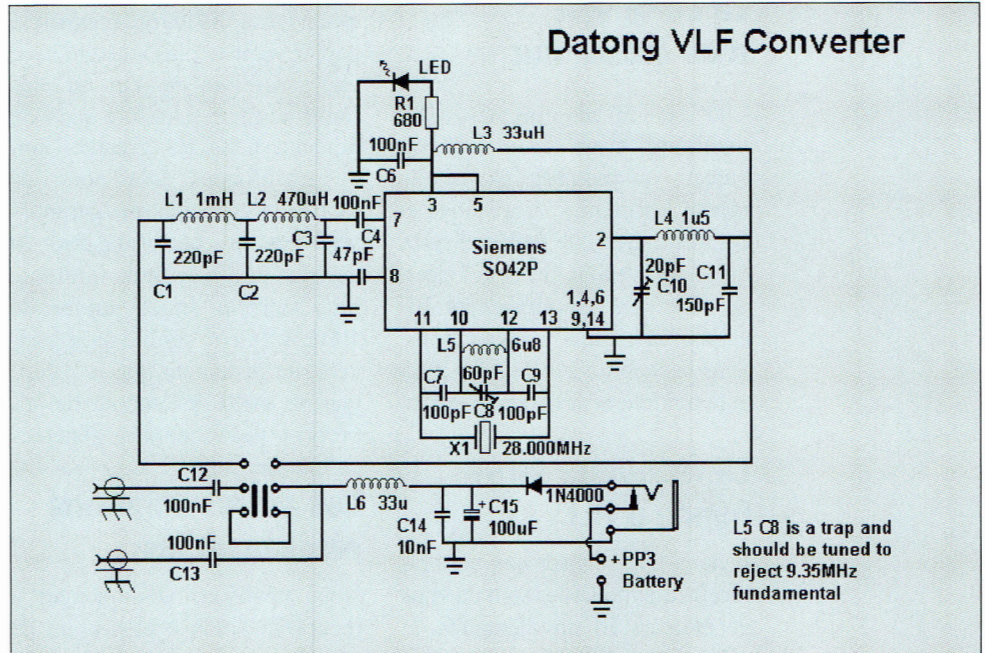 Datong VLF Converter
LED
R1
680
L3 33uH
100nF
C6
L1 1mH L2 470uH 100nF
C3 C4
220pF 220pF 47pF
C1 C2
3 5
7
8
Siemens
SO42P
2
1,4,6
9,14
11 10 12 13
L4 1u5
20pF
C10
C11
150pF
L5 6u8
60pF
C7 C9
100pF C8 100pF
X1 28.000MHz
C12
100nF
100nF
C13
L6 33u
C14
10nF
+ C15
100uF
1N4000
+ PP3
Battery
L5 C8 is a trap and
should be tuned to
reject 9.35MHz
fundamental